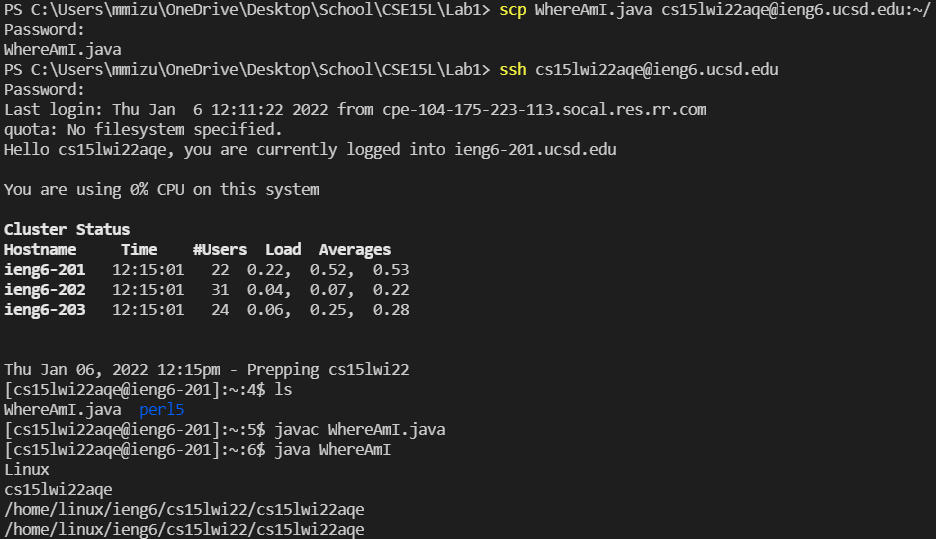 PS C:\Users\mmizu\OneDrive\Desktop\School\CSE15L\Lab1> scp WhereAmI.java cs15lwi22aqe@ieng6.ucsd.edu:~/
Password:
WhereAmI.java
PS C:\Users\mmizu\OneDrive\Desktop\School\CSE15L\Lab1> ssh cs15lwi22aqe@ieng6.ucsd.edu
Password:
Last login: Thu Jan  6 12:11:22 2022 from cpe-104-175-223-113.socal.res.rr.com
quota: No filesystem specified.
Hello cs15lwi22aqe, you are currently logged into ieng6-201.ucsd.edu
You are using 0% CPU on this system
Cluster Status
Hostname     Time    #Users  Load  Averages
ieng6-201   12:15:01   22  0.22,  0.52,  0.53
ieng6-202   12:15:01   31  0.04,  0.07,  0.22
ieng6-203   12:15:01   24  0.06,  0.25,  0.28
Thu Jan 06, 2022 12:15pm - Prepping cs15lwi22
[cs15lwi22aqe@ieng6-201]:~:4$ ls
WhereAmI.java  perl5
[cs15lwi22aqe@ieng6-201]:~:5$ javac WhereAmI.java
[cs15lwi22aqe@ieng6-201]:~:6$ java WhereAmI
Linux
cs15lwi22aqe
/home/linux/ieng6/cs15lwi22/cs15lwi22aqe
/home/linux/ieng6/cs15lwi22/cs15lwi22aqe